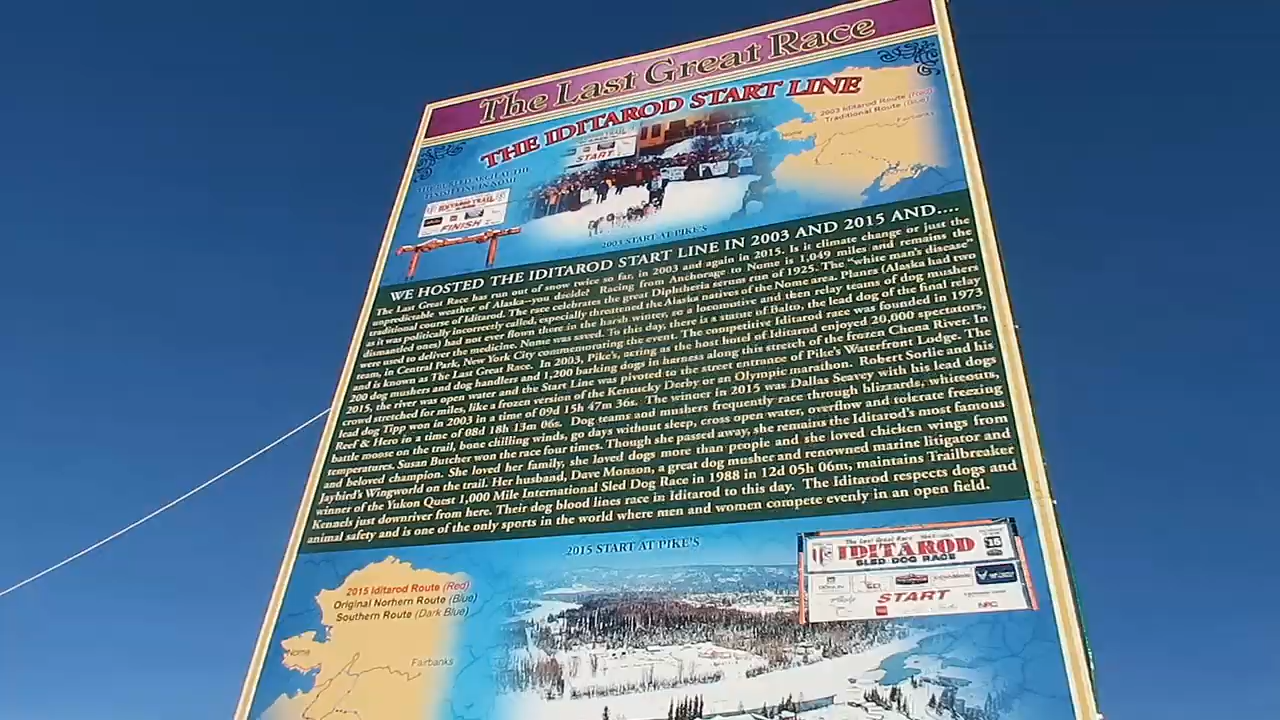 The Last Great Race
THE IDITAROD START LINE
2003 Iditarod Route (Red)
Traditional Route (Blue)
Fairbanks
Nome
START
FINISH LINE IN NOME
IDITAROD TRAIL
FINISH
2003 START AT PIKE'S
WE HOSTED THE IDITAROD START LINE IN 2003 AND 2015 AND....
The Last Great Race has run out of snow twice so far, in 2003 and again in 2015. Is it climate change or just the
unpredictable weather of Alaska--you decide! Racing from Anchorage to Nome is 1,049 miles and remains the
traditional course of Iditarod. The race celebrates the great Diphtheria serum run of 1925. The "white man's disease"
as it was politically incorrectly called, especially threatened the Alaska natives of the Nome area. Planes (Alaska had two
dismantled ones) had not ever flown there in the harsh winter, so a locomotive and then relay teams of dog mushers
were used to deliver the medicine. Nome was saved. To this day, there is a statue of Balto, the lead dog of the final relay
team, in Central Park, New York City commemorating the event. The competitive Iditarod race was founded in 1973
and is known as The Last Great Race. In 2003, Pike's, acting as the host hotel of Iditarod enjoyed 20,000 spectators,
200 dog mushers and dog handlers and 1,200 barking dogs in harness along this stretch of the frozen Chena River. In
2015, the river was open water and the Start Line was pivoted to the street entrance of Pike's Waterfront Lodge. The
crowd stretched for miles, like a frozen version of the Kentucky Derby or an Olympic marathon. Robert Sorlie and his
lead dog Tipp won in 2003 in a time of 09d 15h 47m 36s. The winner in 2015 was Dallas Seavey with his lead dogs
Reef & Hero in a time of 08d 18h 13m 06s. Dog teams and mushers frequently race through blizzards, whiteouts,
battle moose on the trail, bone chilling winds, go days without sleep, cross open water, overflow and tolerate freezing
temperatures. Susan Butcher won the race four times. Though she passed away, she remains the Iditarod's most famous
and beloved champion. She loved her family, she loved dogs more than people and she loved chicken wings from
Jaybird's Wingworld on the trail. Her husband, Dave Monson, a great dog musher and renowned marine litigator and
winner of the Yukon Quest 1,000 Mile International Sled Dog Race in 1988 in 12d 05h 06m, maintains Trailbreaker
Kennels just downriver from here. Their dog blood lines race in Iditarod to this day. The Iditarod respects dogs and
animal safety and is one of the only sports in the world where men and women compete evenly in an open field.
2015 START AT PIKE'S
The Last Great Race
IDITAROD
SLED DOG RACE
START
2015 Iditarod Route (Red)
Original Norhern Route (Blue)
Southern Route (Dark Blue)
Nome
Fairbanks